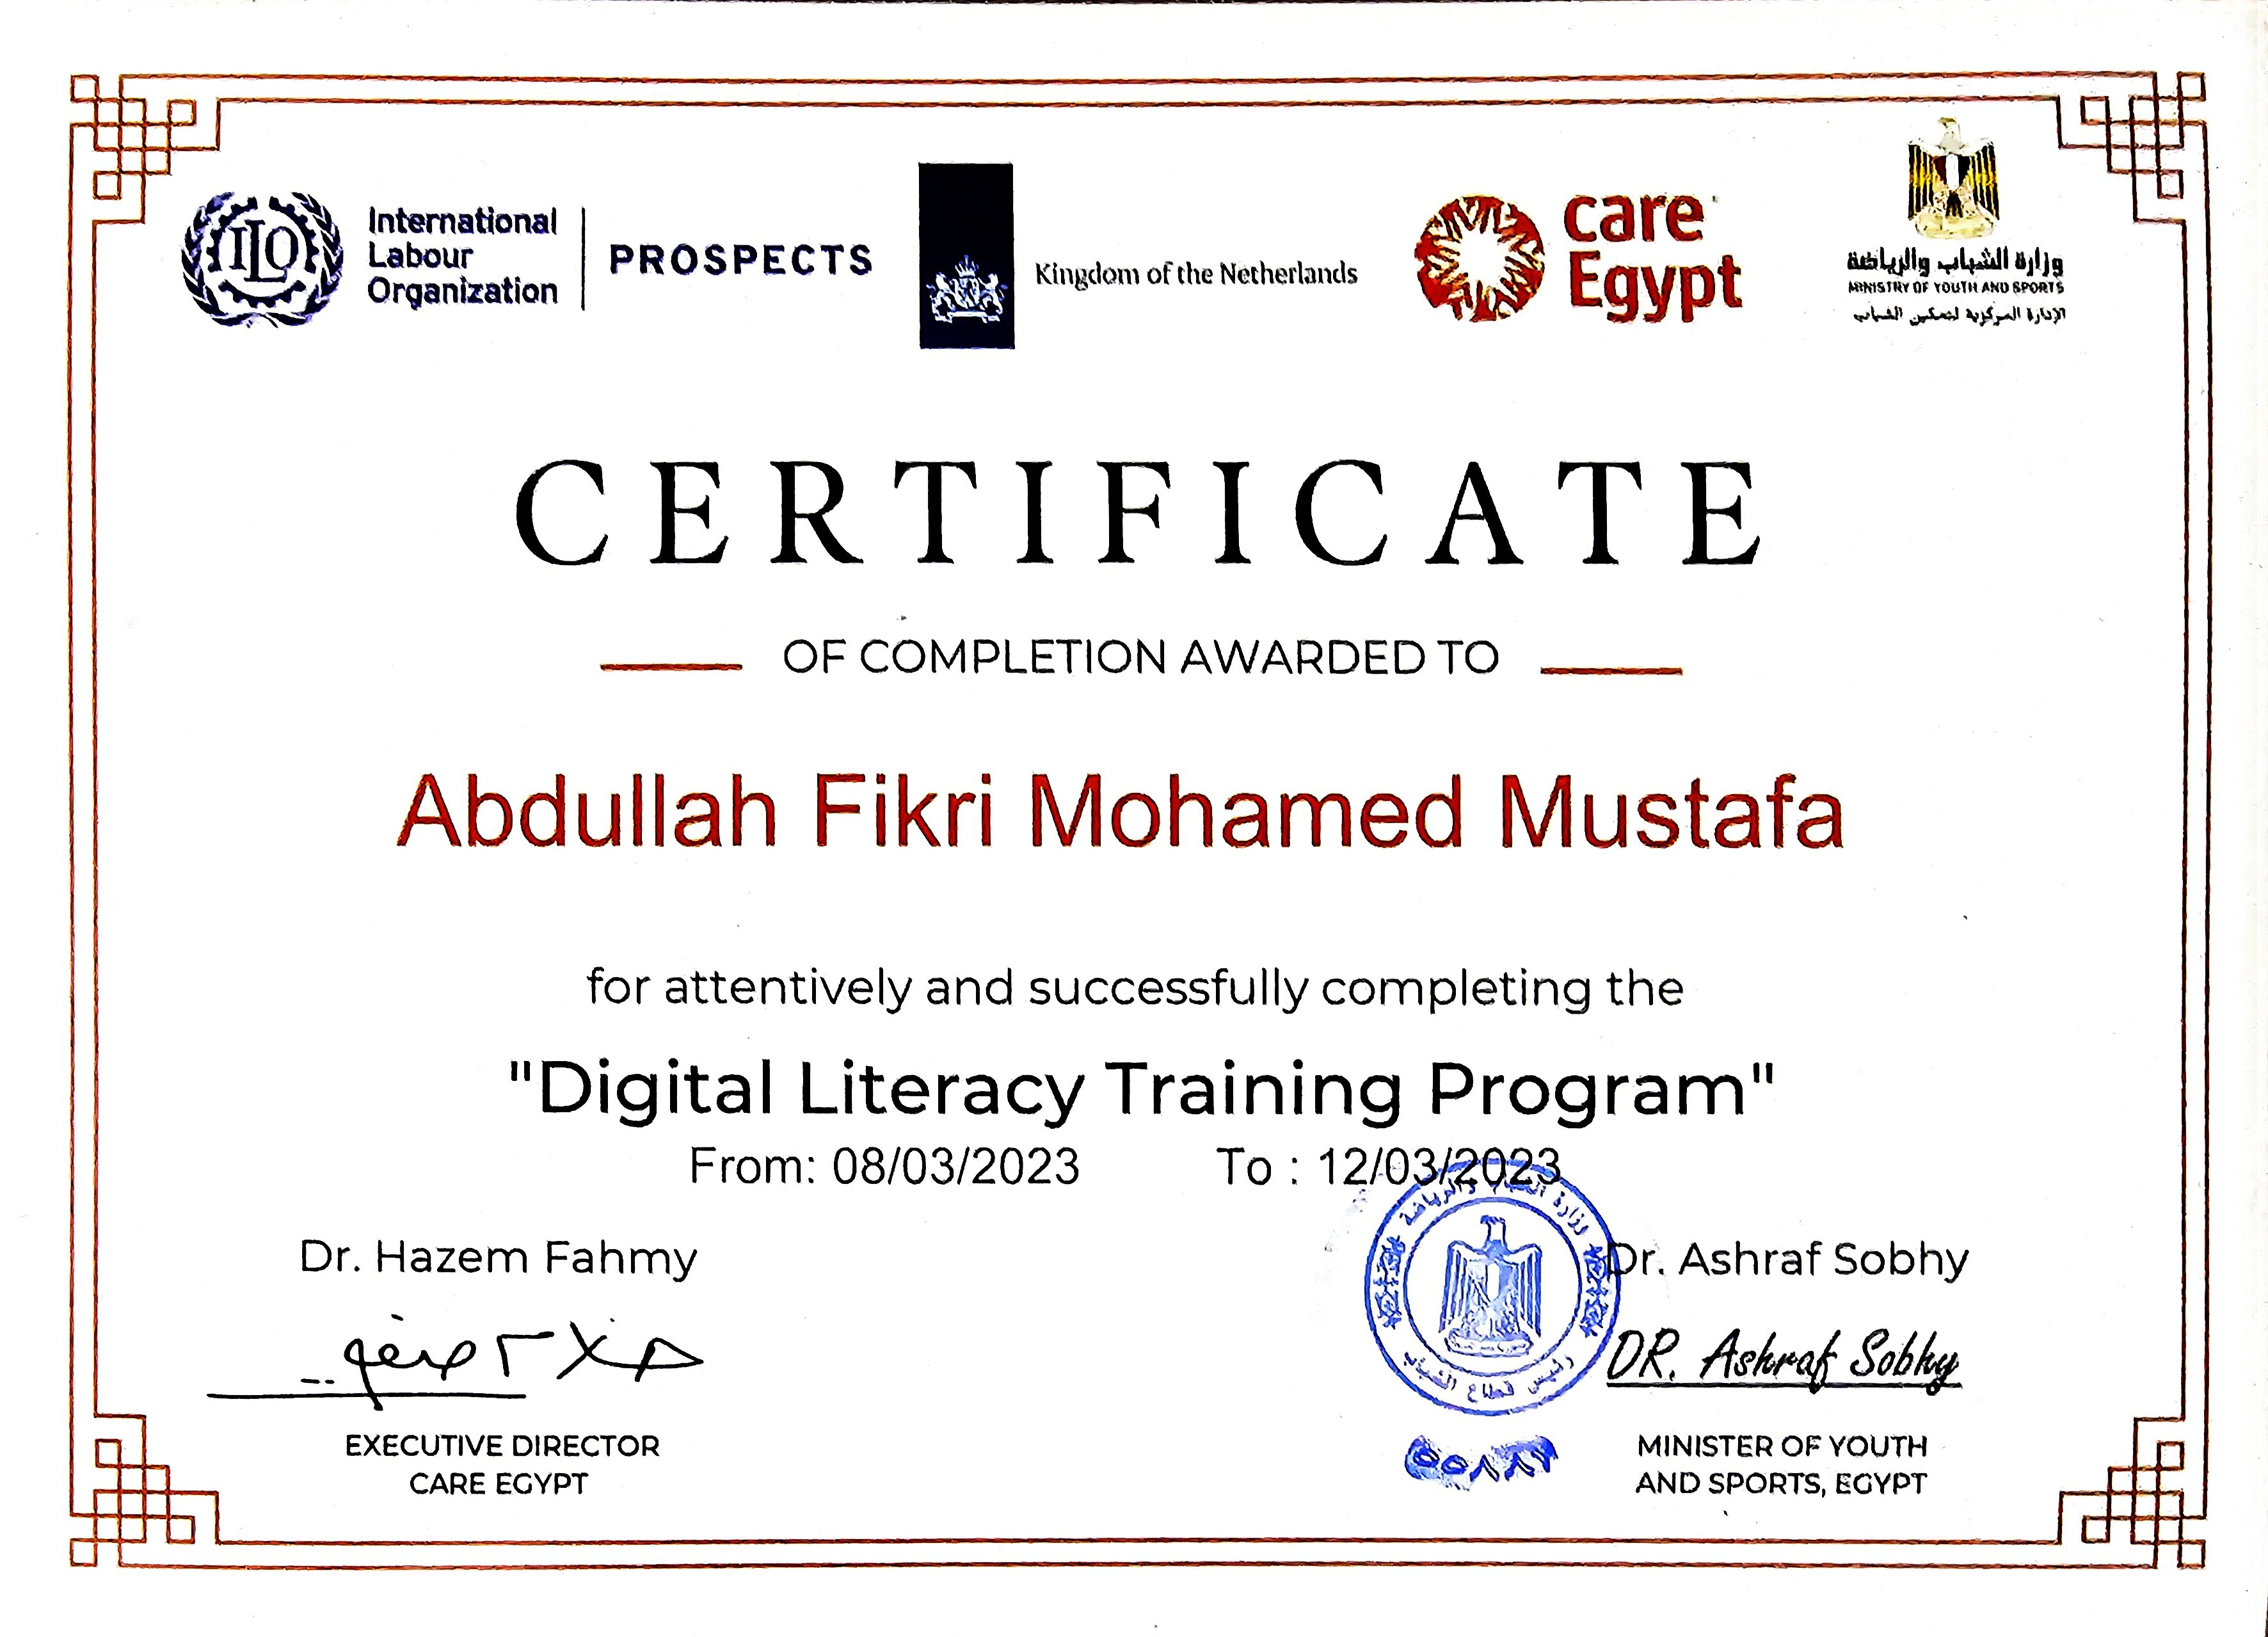 ILO
International
Labour
Organization
PROSPECTS
Kingdom of the Netherlands
care
Egypt
وزارة الشباب والرياضة
MINISTRY OF YOUTH AND SPORTS
الإدارة المركزية لتمكين الشباب
CERTIFICATE
OF COMPLETION AWARDED TO
Abdullah Fikri Mohamed Mustafa
for attentively and successfully completing the
"Digital Literacy Training Program"
From: 08/03/2023 To : 12/03/2023
وزارة الشباب والرياضة
رئيس قطاع الشباب
Dr. Hazem Fahmy
EXECUTIVE DIRECTOR
CARE EGYPT
Dr. Ashraf Sobhy
DR. Ashraf Sobhy
MINISTER OF YOUTH
AND SPORTS, EGYPT